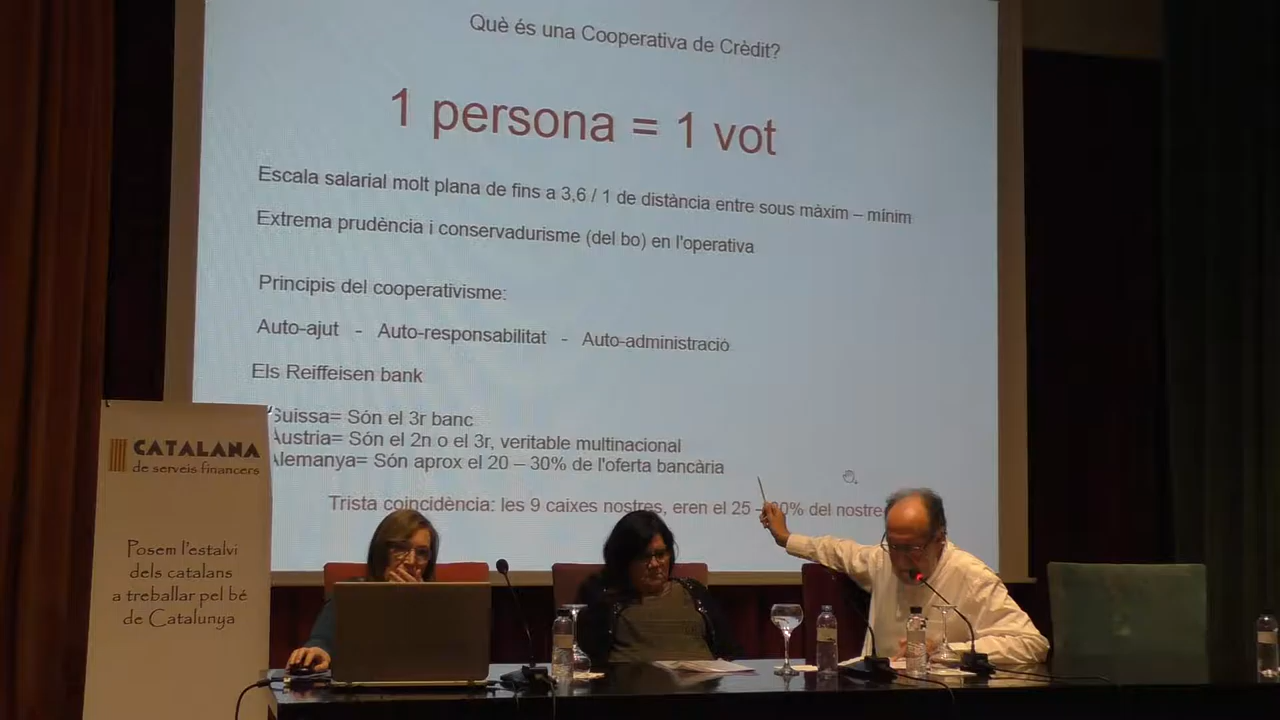 Què és una Cooperativa de Crèdit?
1 persona = 1 vot
Escala salarial molt plana de fins a 3,6 / 1 de distància entre sous màxim – mínim
Extrema prudència i conservadurisme (del bo) en l'operativa
Principis del cooperativisme:
Auto-ajut - Auto-responsabilitat - Auto-administració
Els Reiffeisen bank
Suissa= Són el 3r banc
Austria= Són el 2n o el 3r, veritable multinacional
Alemanya= Són aprox el 20 – 30% de l'oferta bancària
Trista coincidència: les 9 caixes nostres, eren el 25 – 30% del nostre
CATALANA
de serveis financers
Posem l'estalvi
dels catalans
a treballar pel bé
de Catalunya